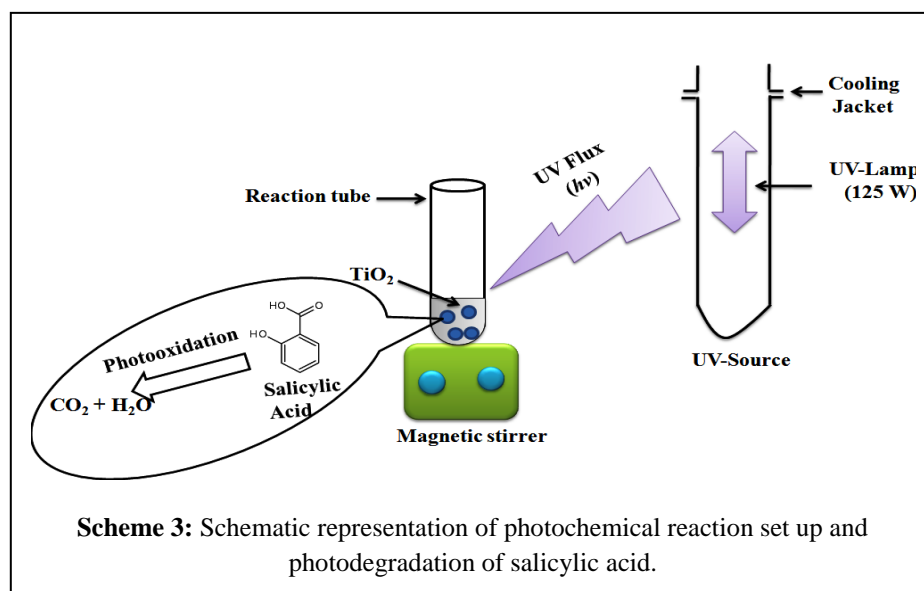 Cooling
Jacket
UV-Lamp
(125 W)
UV Flux
(hv)
Reaction tube
TiO₂
HO
O
HO
Photooxidation
Salicylic
Acid
CO₂ + H₂O
UV-Source
Magnetic stirrer
Scheme 3: Schematic representation of photochemical reaction set up and
photodegradation of salicylic acid.